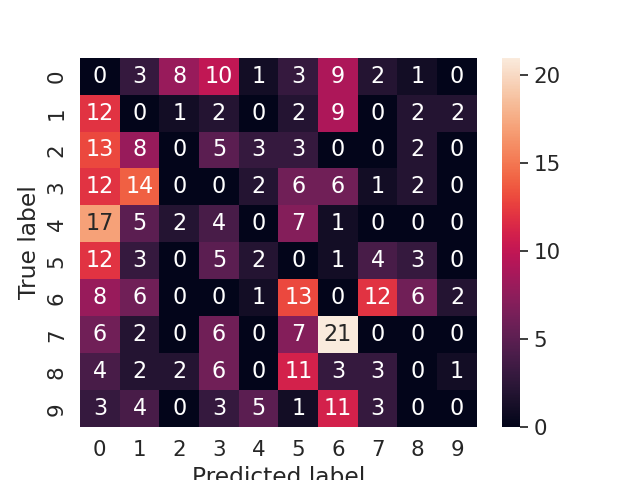 0 0 3 8 10 1 3 9 2 1 0
1 12 0 1 2 0 2 9 0 2 2
2 13 8 0 5 3 3 0 0 2 0
3 12 14 0 0 2 6 6 1 2 0
4 17 5 2 4 0 7 1 0 0 0
5 12 3 0 5 2 0 1 4 3 0
6 8 6 0 0 1 13 0 12 6 2
7 6 2 0 6 0 7 21 0 0 0
8 4 2 2 6 0 11 3 3 0 1
9 3 4 0 3 5 1 11 3 0 0
0 1 2 3 4 5 6 7 8 9
True label
Predicted label
20
15
10
5
0